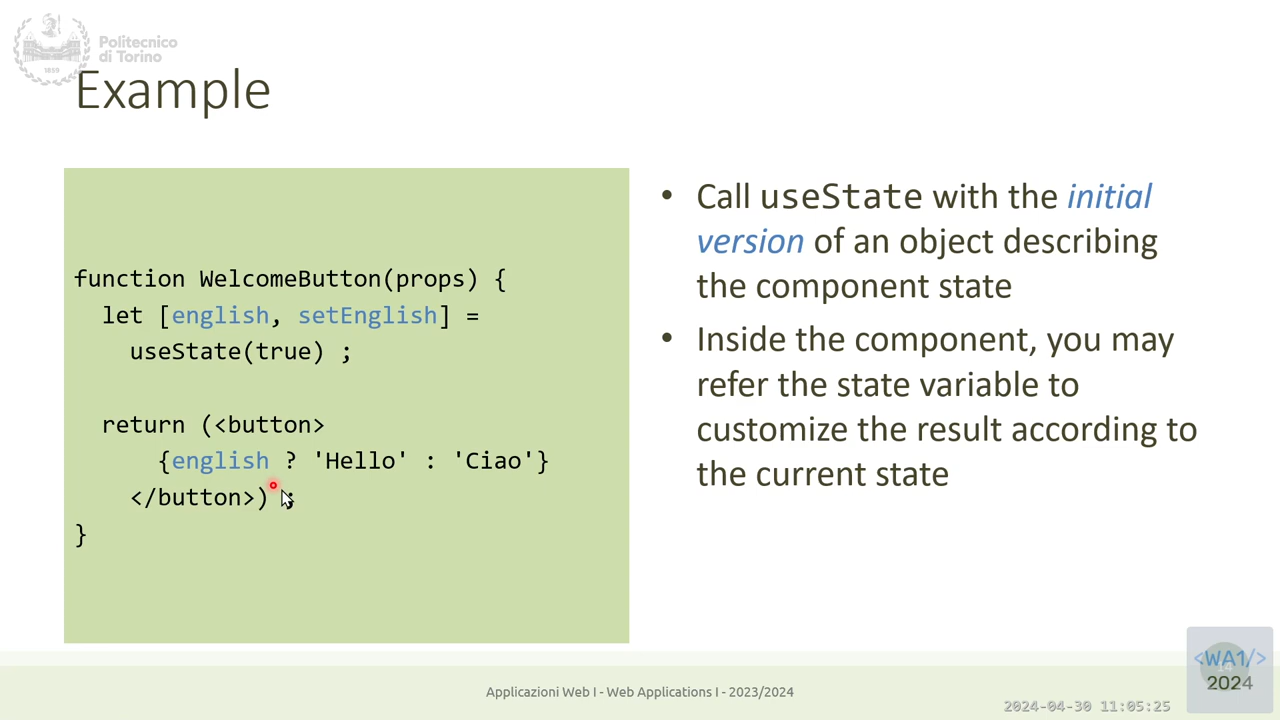 Politecnico
di Torino
1859
Example
function WelcomeButton(props) {
let [english, setEnglish] =
useState(true) ;
return (<button>
{english ? 'Hello' : 'Ciao'}
</button>) ;
}
• Call useState with the initial
version of an object describing
the component state
• Inside the component, you may
refer the state variable to
customize the result according to
the current state
Applicazioni Web I - Web Applications I - 2023/2024
<WA1/>
2024
2024-04-30 11:05:25